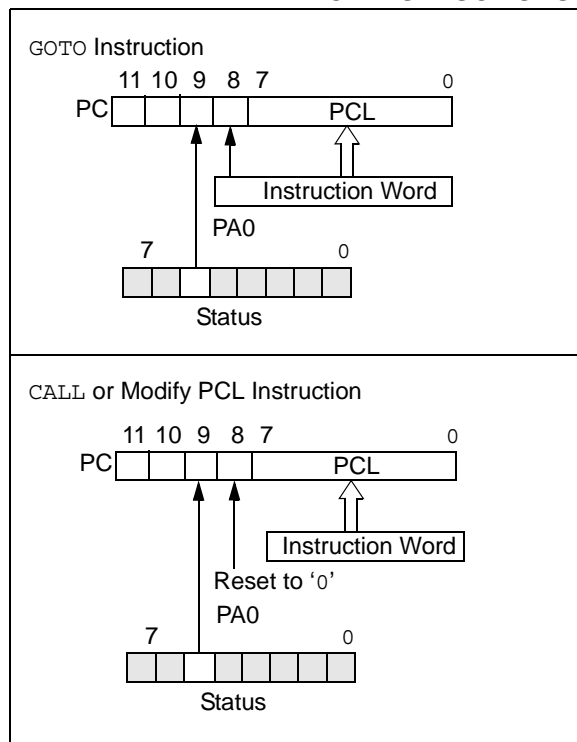 GOTO Instruction
11 10 9 8 7 0
PC PCL
Instruction Word
PA0
7 0
Status
CALL or Modify PCL Instruction
11 10 9 8 7 0
PC PCL
Instruction Word
Reset to ‘0’
PA0
7 0
Status